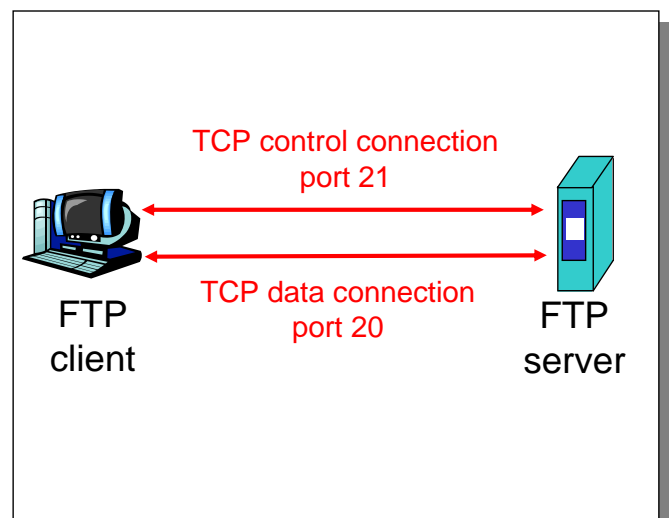 TCP control connection
port 21
TCP data connection
port 20
FTP
client
FTP
server